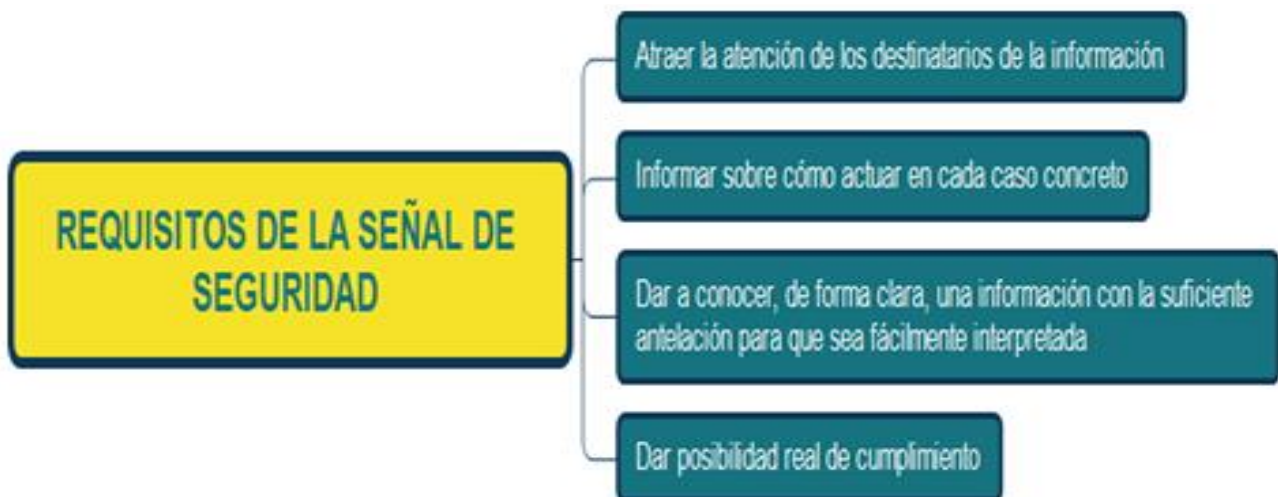 REQUISITOS DE LA SEÑAL DE
SEGURIDAD
Atraer la atención de los destinatarios de la información
Informar sobre cómo actuar en cada caso concreto
Dar a conocer, de forma clara, una información con la suficiente
antelación para que sea fácilmente interpretada
Dar posibilidad real de cumplimiento